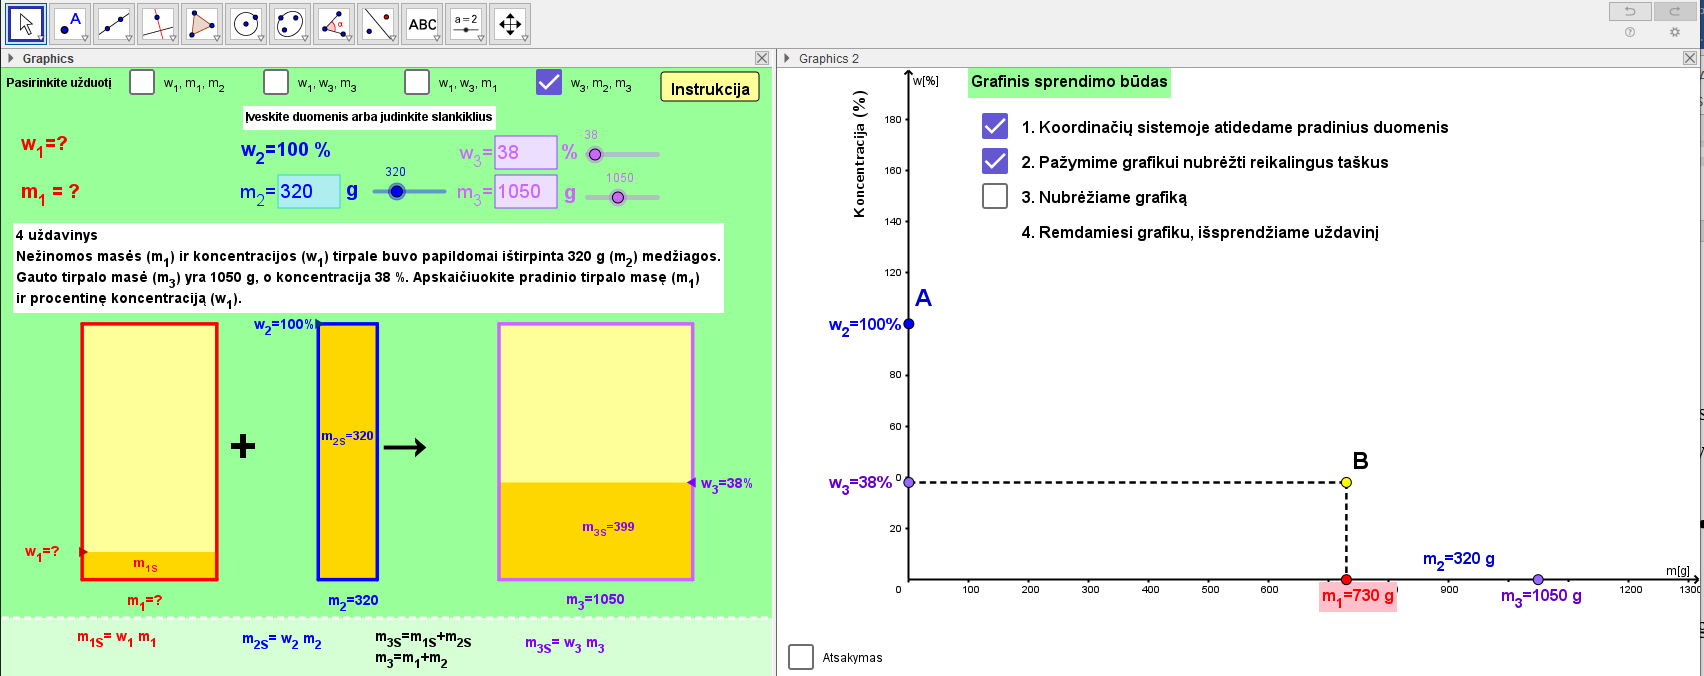 A
α
ABC
a = 2
Graphics
Graphics 2
Pasirinkite užduotį
w1, m1, m2
w1, w3, m3
w1, w3, m1
w3, m2, m3
Instrukcija
Įveskite duomenis arba judinkite slankiklius
w1=?
w2=100 %
w3= 38 %
38
m1 = ?
m2= 320 g
320
m3= 1050 g
1050
4 uždavinys
Nežinomos masės (m1) ir koncentracijos (w1) tirpale buvo papildomai ištirpinta 320 g (m2) medžiagos.
Gauto tirpalo masė (m3) yra 1050 g, o koncentracija 38 %. Apskaičiuokite pradinio tirpalo masę (m1)
ir procentinę koncentraciją (w1).
w2=100%
m2S=320
w3=38%
m3S=399
w1=?
m1S
m1=?
m2=320
m3=1050
m1S= w1 m1
m2S= w2 m2
m3S=m1S+m2S
m3=m1+m2
m3S= w3 m3
w[%]
Koncentracija (%)
Grafinis sprendimo būdas
1. Koordinačių sistemoje atidedame pradinius duomenis
2. Pažymime grafikui nubrėžti reikalingus taškus
3. Nubrėžiame grafiką
4. Remdamiesi grafiku, išsprendžiame uždavinį
180
160
140
120
A
w2=100%
80
60
B
0
w3=38%
20
m2=320 g
m[g]
0 100 200 300 400 500 600 900 1200 1300
m1=730 g
m3=1050 g
Atsakymas